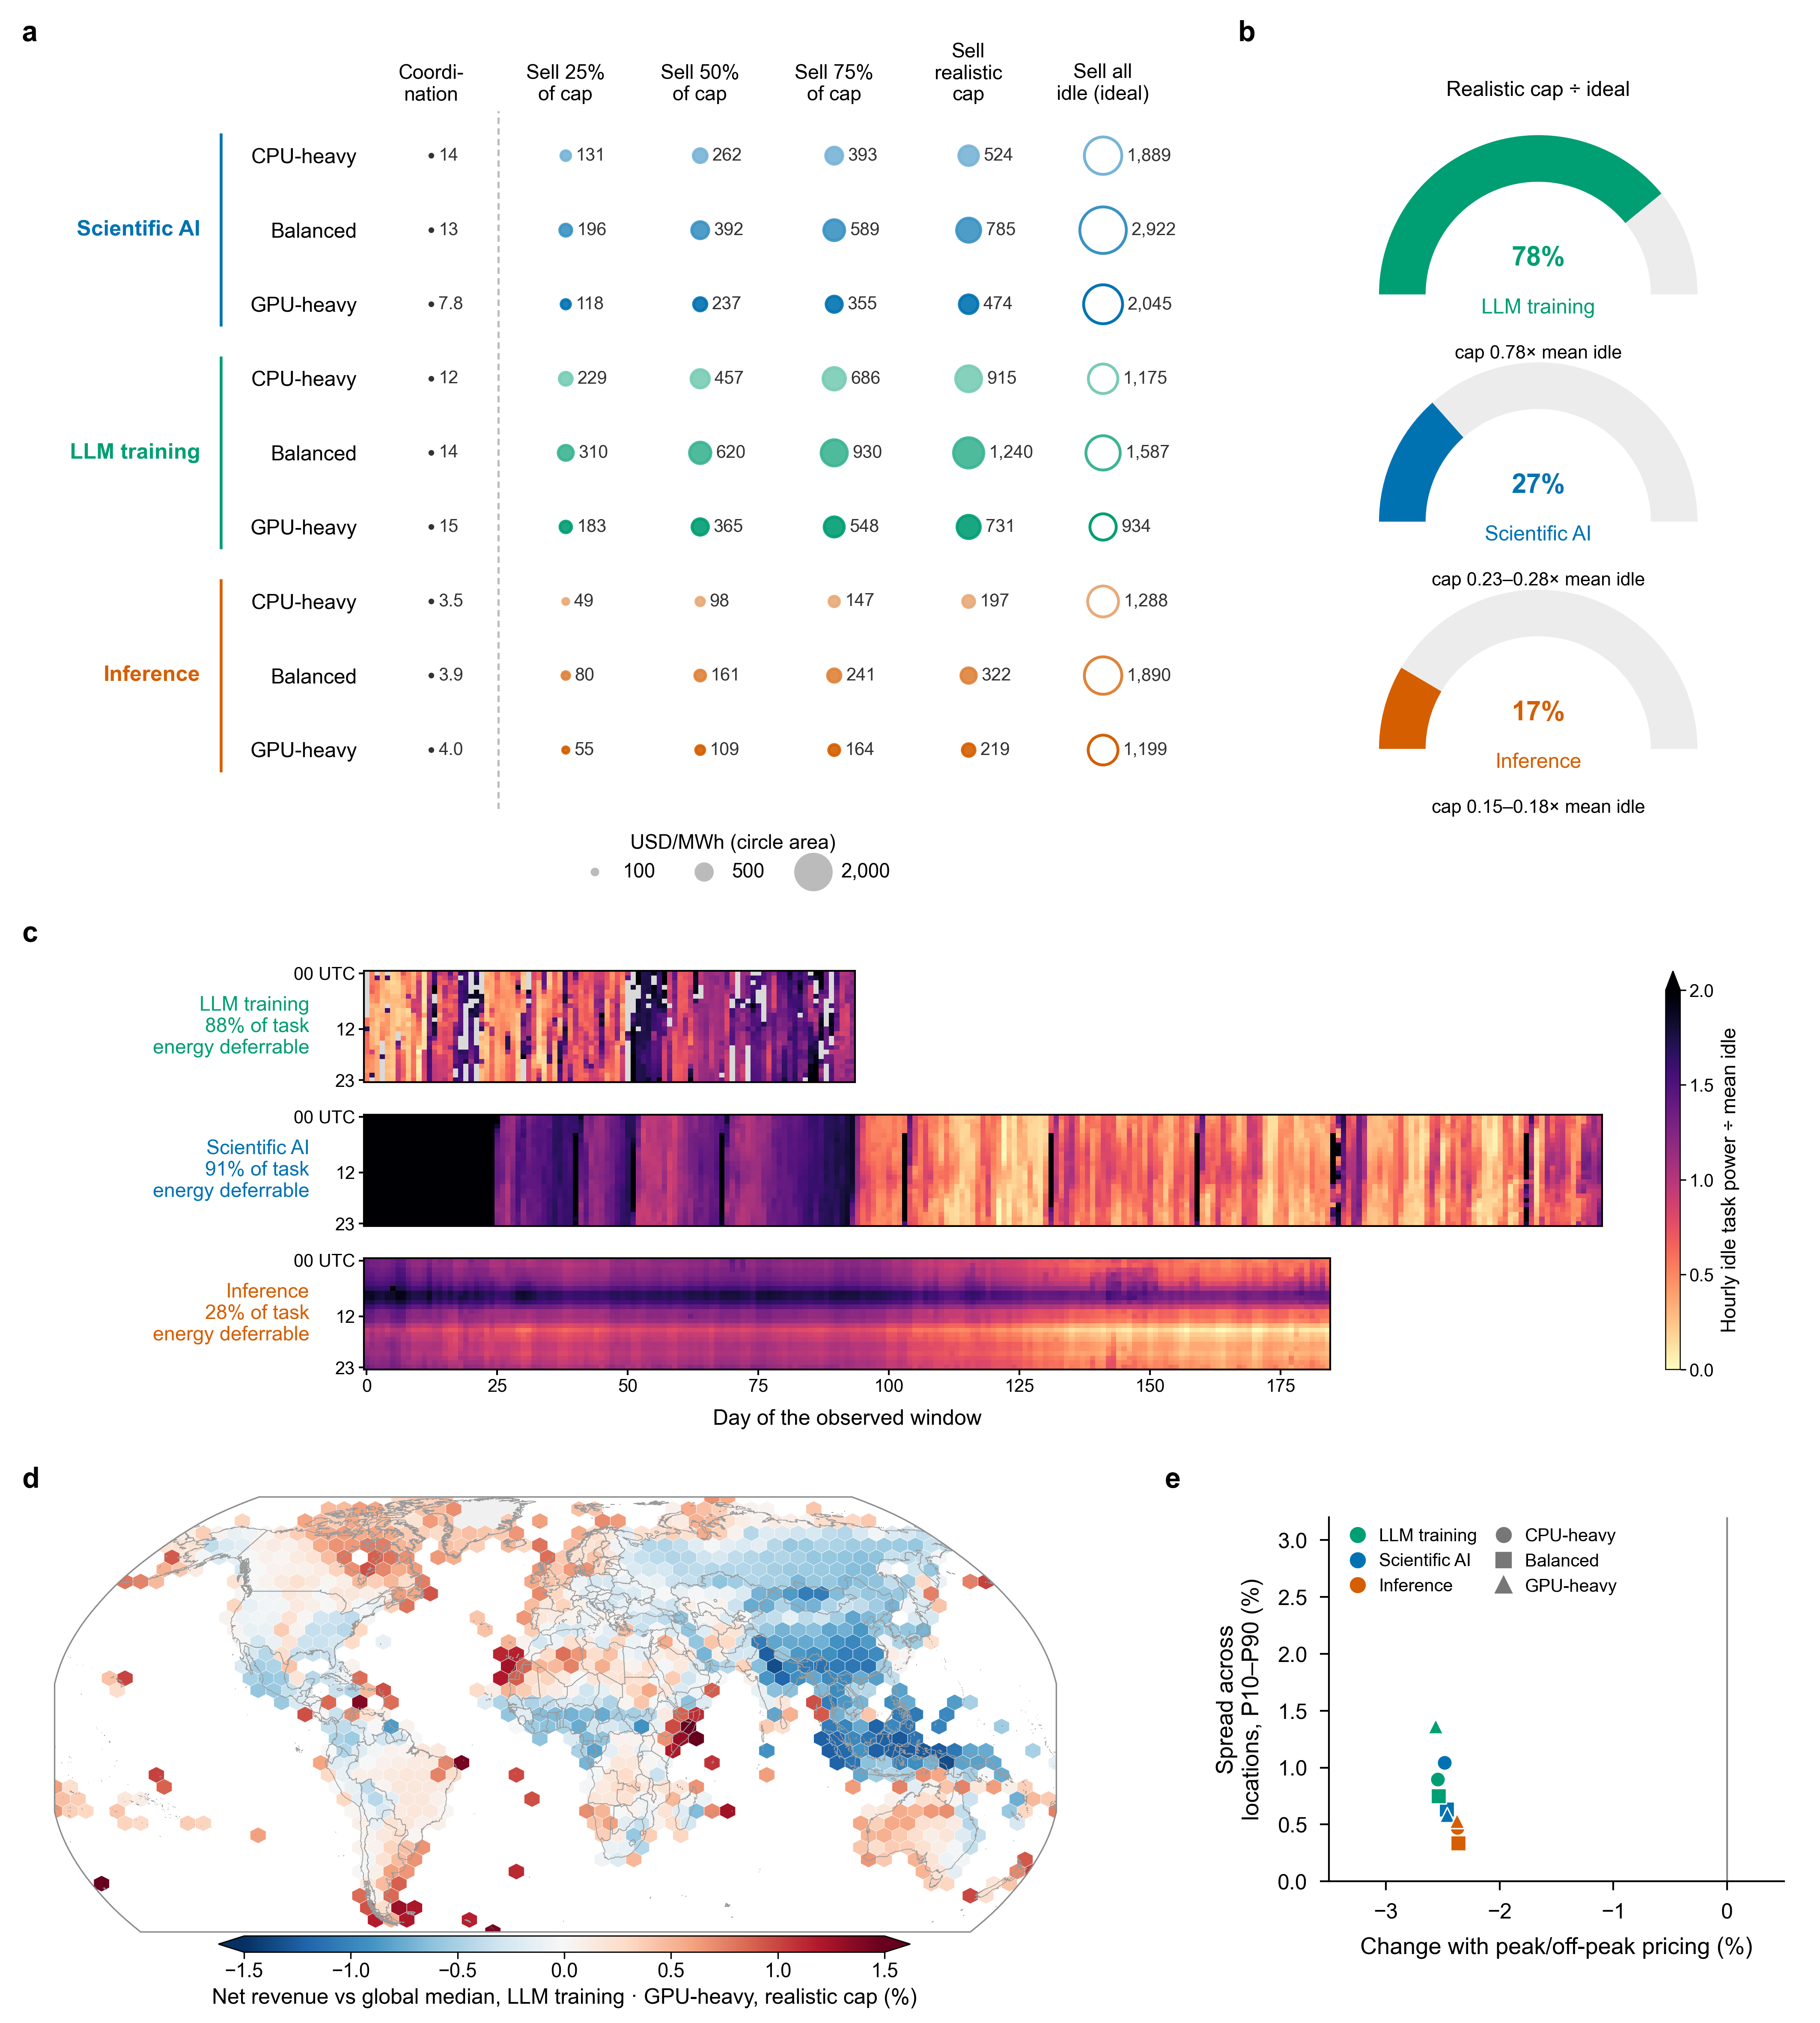 a
Coordi-
nation
Sell 25%
of cap
Sell 50%
of cap
Sell 75%
of cap
Sell
realistic
cap
Sell all
idle (ideal)
Scientific AI
CPU-heavy 14 131 262 393 524 1,889
Balanced 13 196 392 589 785 2,922
GPU-heavy 7.8 118 237 355 474 2,045
LLM training
CPU-heavy 12 229 457 686 915 1,175
Balanced 14 310 620 930 1,240 1,587
GPU-heavy 15 183 365 548 731 934
Inference
CPU-heavy 3.5 49 98 147 197 1,288
Balanced 3.9 80 161 241 322 1,890
GPU-heavy 4.0 55 109 164 219 1,199
USD/MWh (circle area)
100 500 2,000
b
Realistic cap ÷ ideal
78%
LLM training
cap 0.78× mean idle
27%
Scientific AI
cap 0.23–0.28× mean idle
17%
Inference
cap 0.15–0.18× mean idle
c
LLM training
88% of task
energy deferrable
00 UTC
12
23
Scientific AI
91% of task
energy deferrable
00 UTC
12
23
Inference
28% of task
energy deferrable
00 UTC
12
23
0 25 50 75 100 125 150 175
Day of the observed window
2.0
1.5
1.0
0.5
0.0
Hourly idle task power ÷ mean idle
d
−1.5 −1.0 −0.5 0.0 0.5 1.0 1.5
Net revenue vs global median, LLM training · GPU-heavy, realistic cap (%)
e
LLM training
Scientific AI
Inference
CPU-heavy
Balanced
GPU-heavy
3.0
2.5
2.0
1.5
1.0
0.5
0.0
Spread across
locations, P10–P90 (%)
−3 −2 −1 0
Change with peak/off-peak pricing (%)